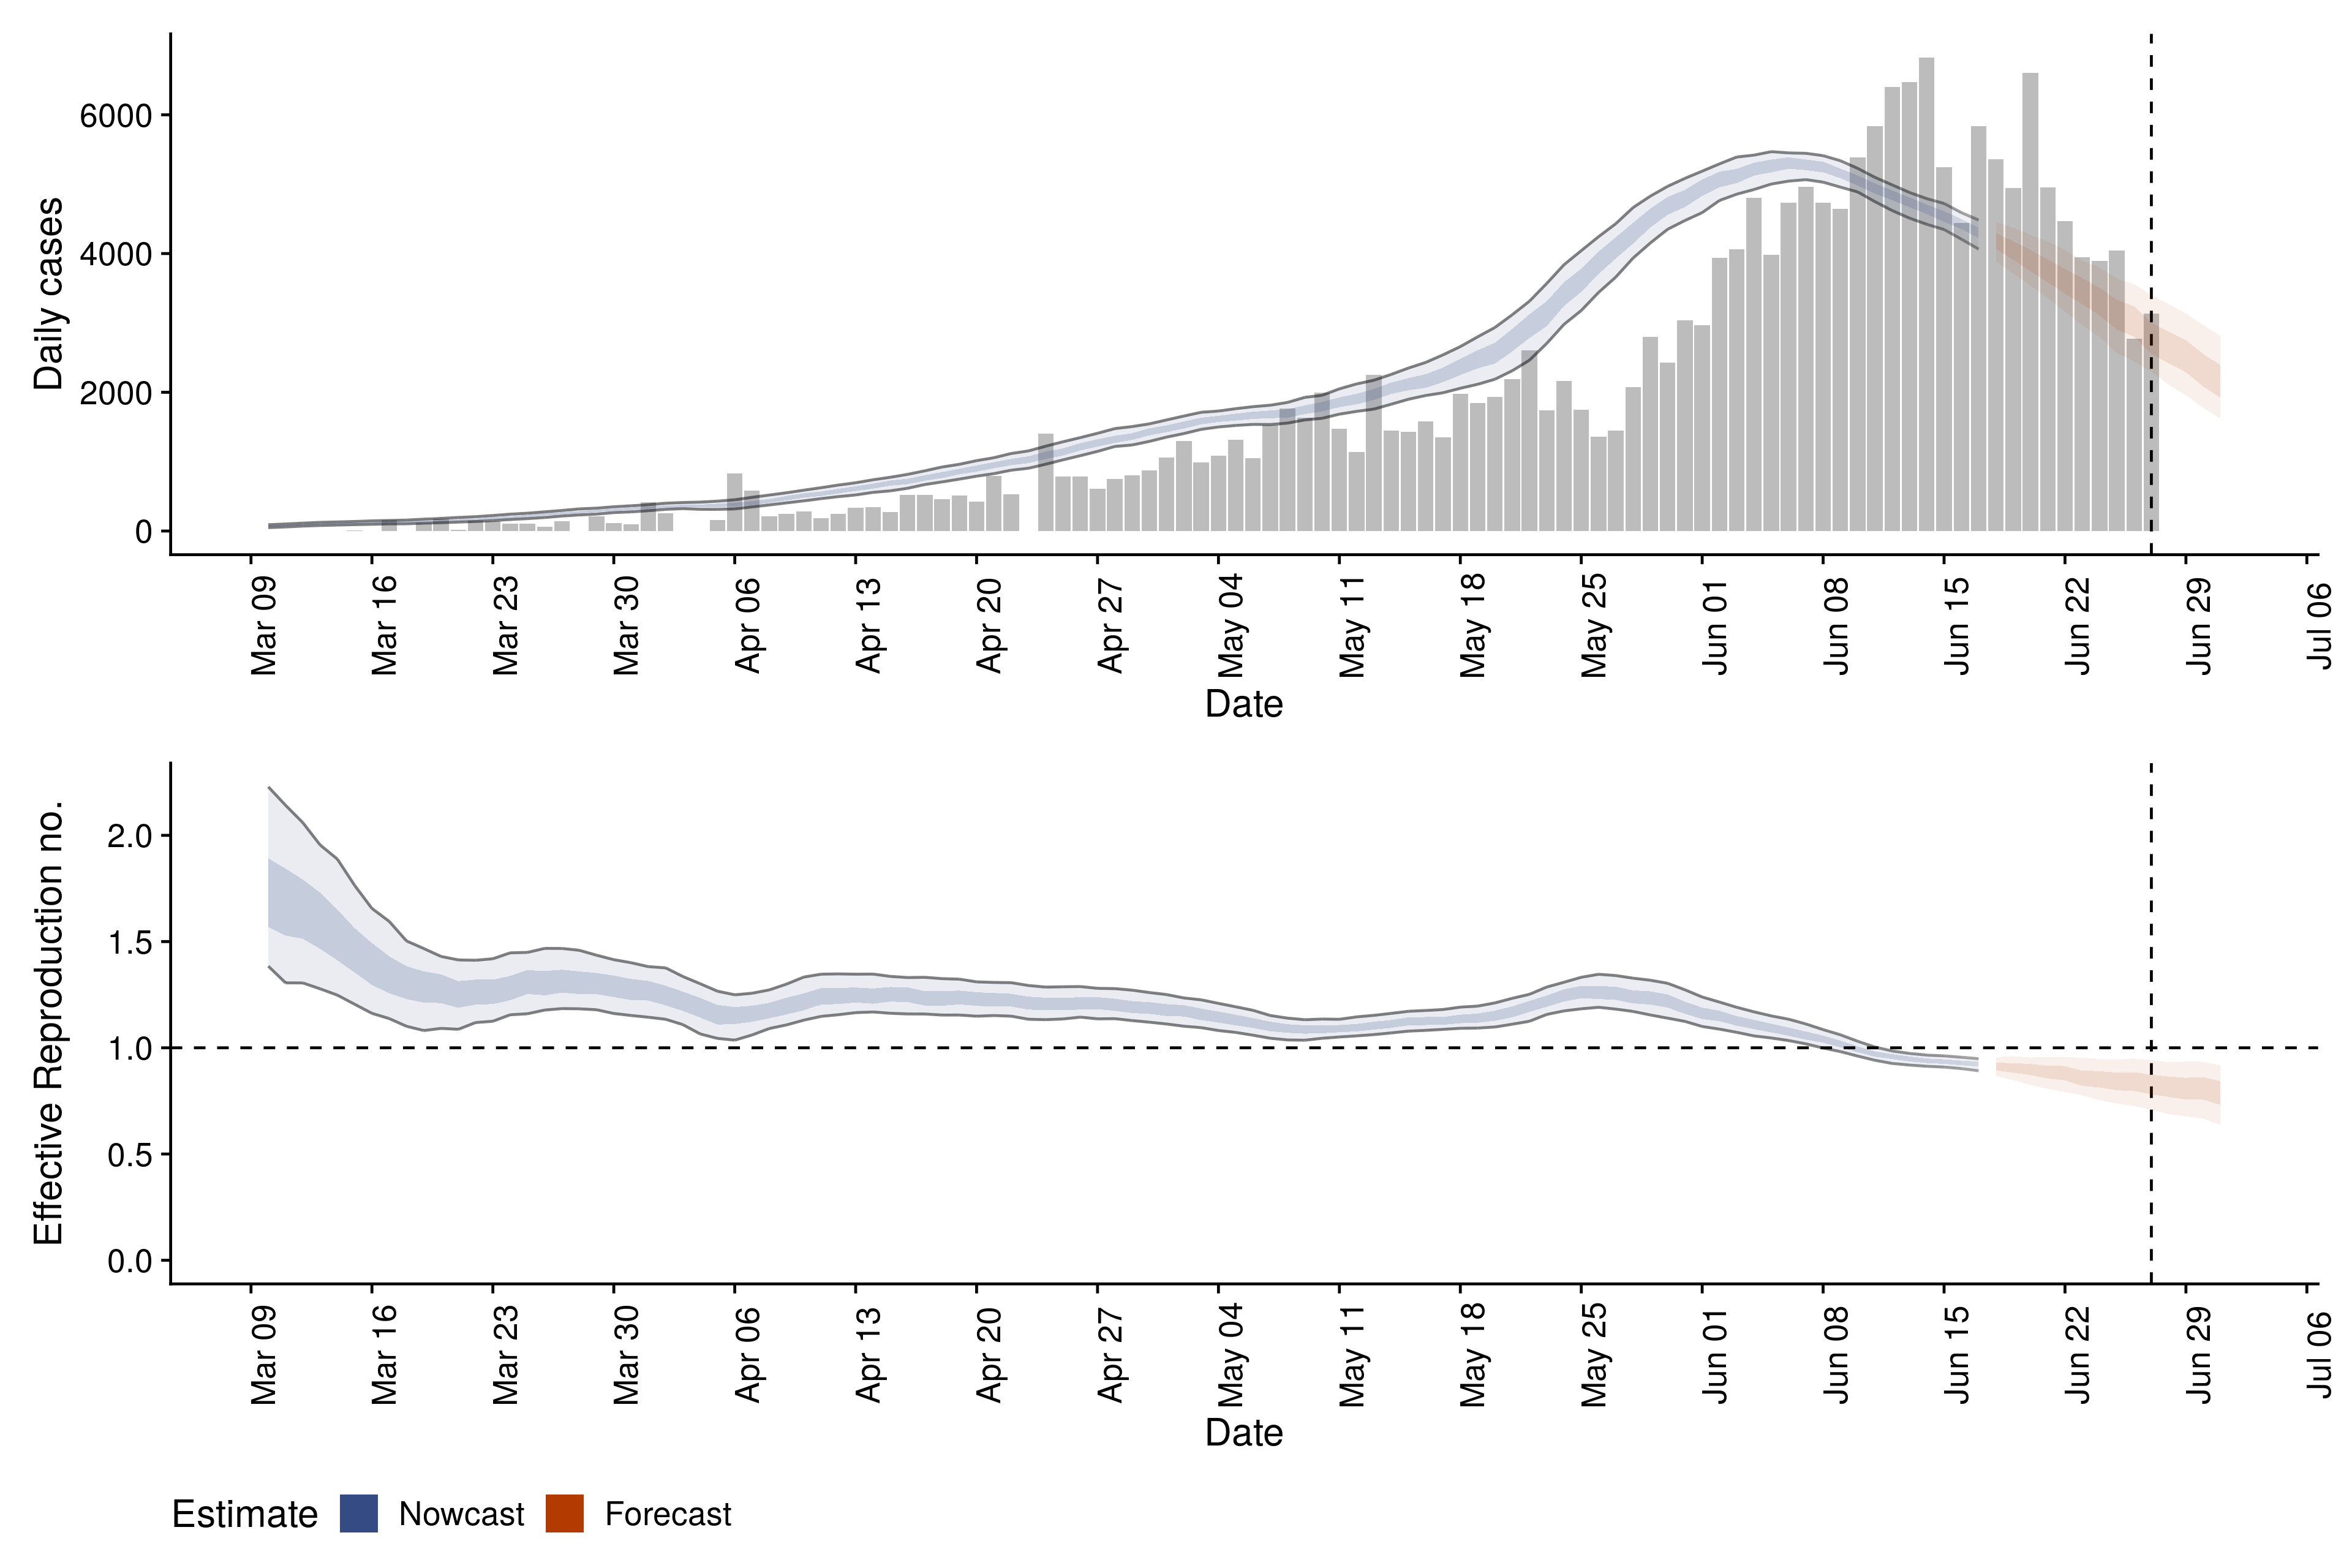 Daily cases
6000
4000
2000
0
Mar 09
Mar 16
Mar 23
Mar 30
Apr 06
Apr 13
Apr 20
Apr 27
May 04
May 11
May 18
May 25
Jun 01
Jun 08
Jun 15
Jun 22
Jun 29
Jul 06
Date
Effective Reproduction no.
2.0
1.5
1.0
0.5
0.0
Mar 09
Mar 16
Mar 23
Mar 30
Apr 06
Apr 13
Apr 20
Apr 27
May 04
May 11
May 18
May 25
Jun 01
Jun 08
Jun 15
Jun 22
Jun 29
Jul 06
Date
Estimate Nowcast Forecast